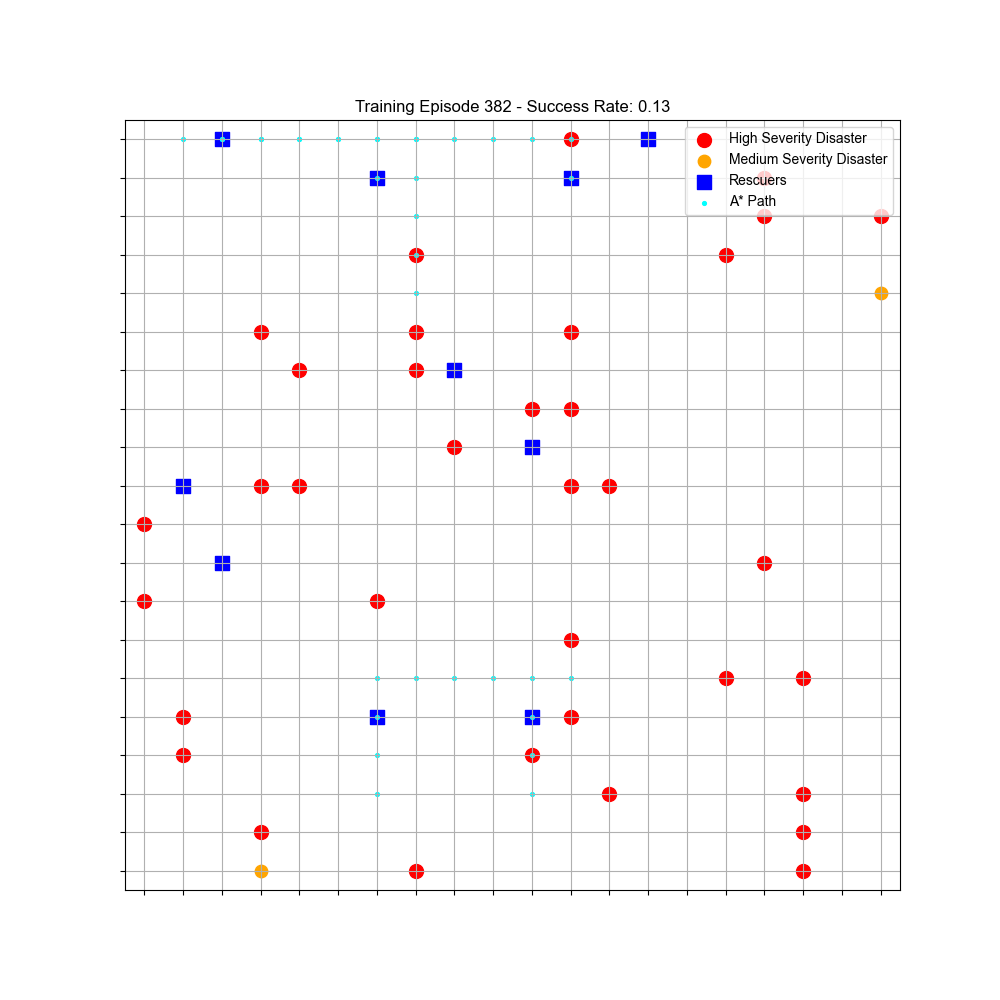 Training Episode 382 - Success Rate: 0.13
High Severity Disaster
Medium Severity Disaster
Rescuers
A* Path